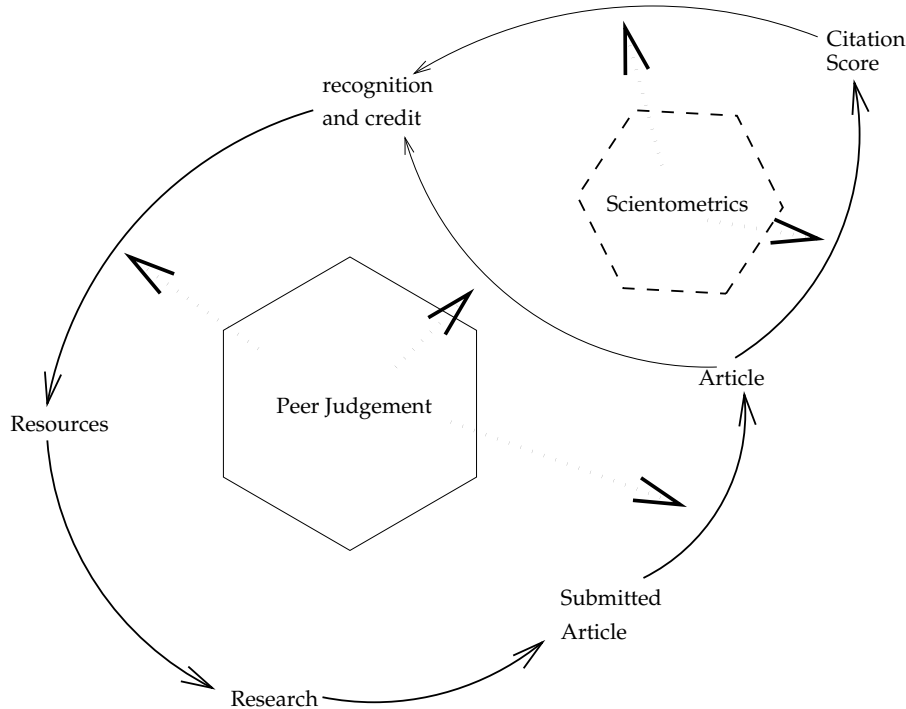 Citation
Score
recognition
and credit
Scientometrics
Article
Peer Judgement
Resources
Submitted
Article
Research